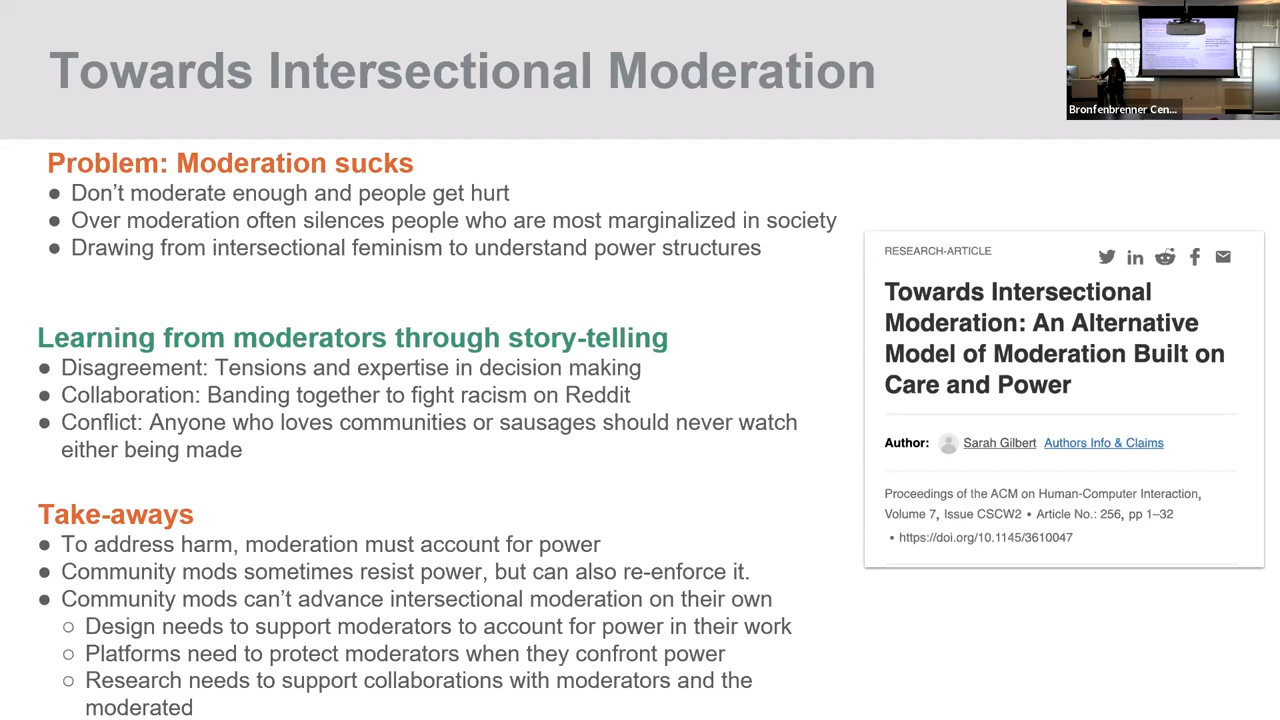 Towards Intersectional Moderation
Bronfenbrenner Cen...
Problem: Moderation sucks
● Don’t moderate enough and people get hurt
● Over moderation often silences people who are most marginalized in society
● Drawing from intersectional feminism to understand power structures
Learning from moderators through story-telling
● Disagreement: Tensions and expertise in decision making
● Collaboration: Banding together to fight racism on Reddit
● Conflict: Anyone who loves communities or sausages should never watch
either being made
Take-aways
● To address harm, moderation must account for power
● Community mods sometimes resist power, but can also re-enforce it.
● Community mods can’t advance intersectional moderation on their own
○ Design needs to support moderators to account for power in their work
○ Platforms need to protect moderators when they confront power
○ Research needs to support collaborations with moderators and the
moderated
RESEARCH-ARTICLE
Towards Intersectional
Moderation: An Alternative
Model of Moderation Built on
Care and Power
Author: Sarah Gilbert Authors Info & Claims
Proceedings of the ACM on Human-Computer Interaction,
Volume 7, Issue CSCW2 • Article No.: 256, pp 1–32
• https://doi.org/10.1145/3610047